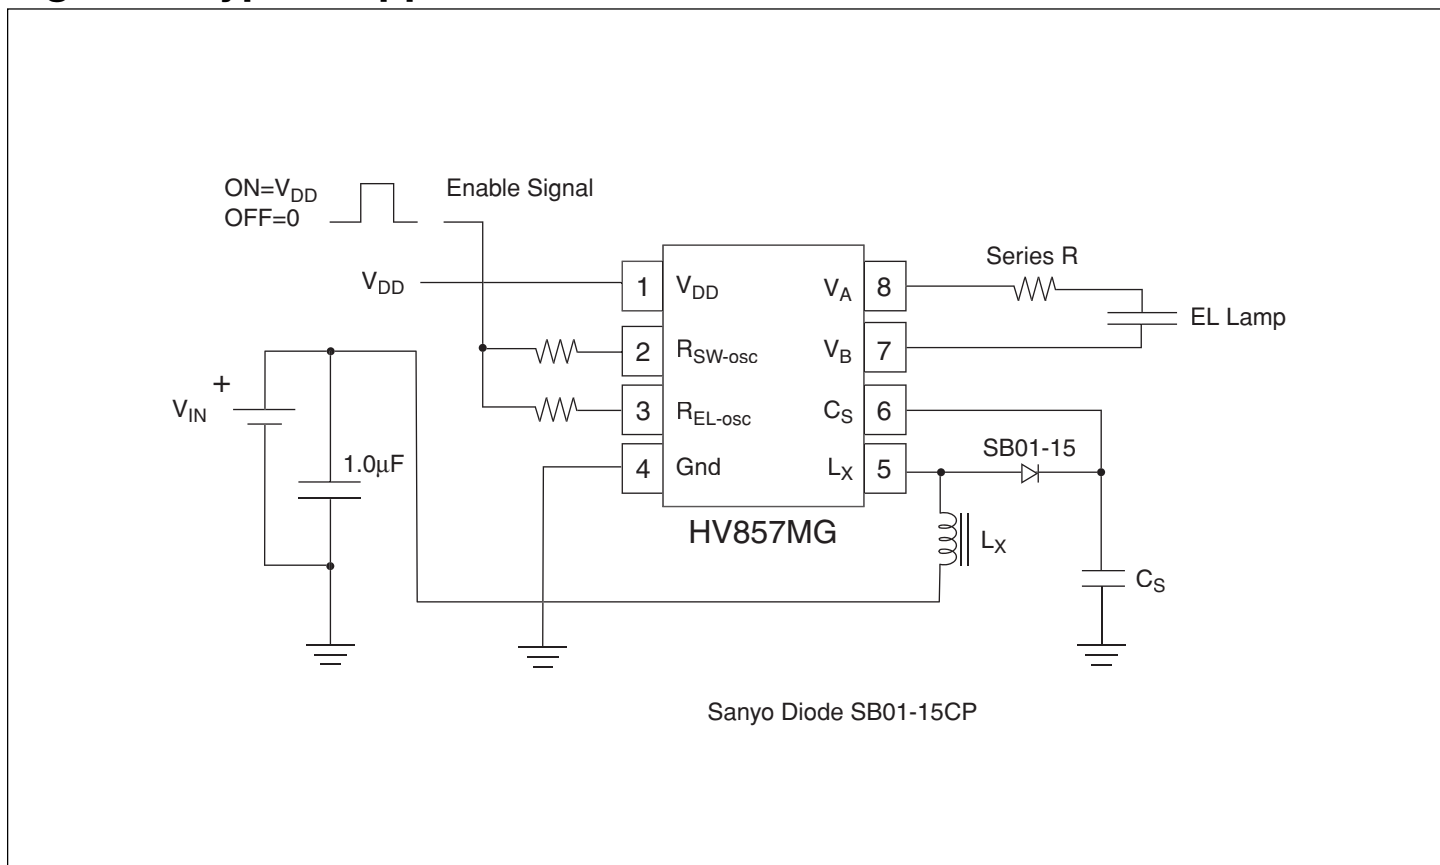 ON=VDD
OFF=0
Enable Signal
VDD
1
VDD
2
RSW-osc
3
REL-osc
4
Gnd
VA
8
VB
7
CS
6
LX
5
HV857MG
Series R
EL Lamp
SB01-15
LX
CS
+
VIN
1.0μF
Sanyo Diode SB01-15CP